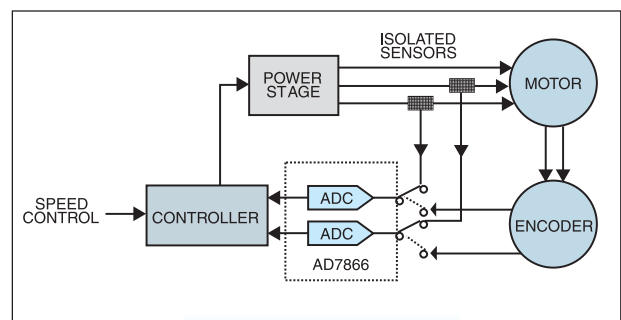 ISOLATED
SENSORS
POWER
STAGE
MOTOR
SPEED
CONTROL
CONTROLLER
ADC
ADC
AD7866
ENCODER